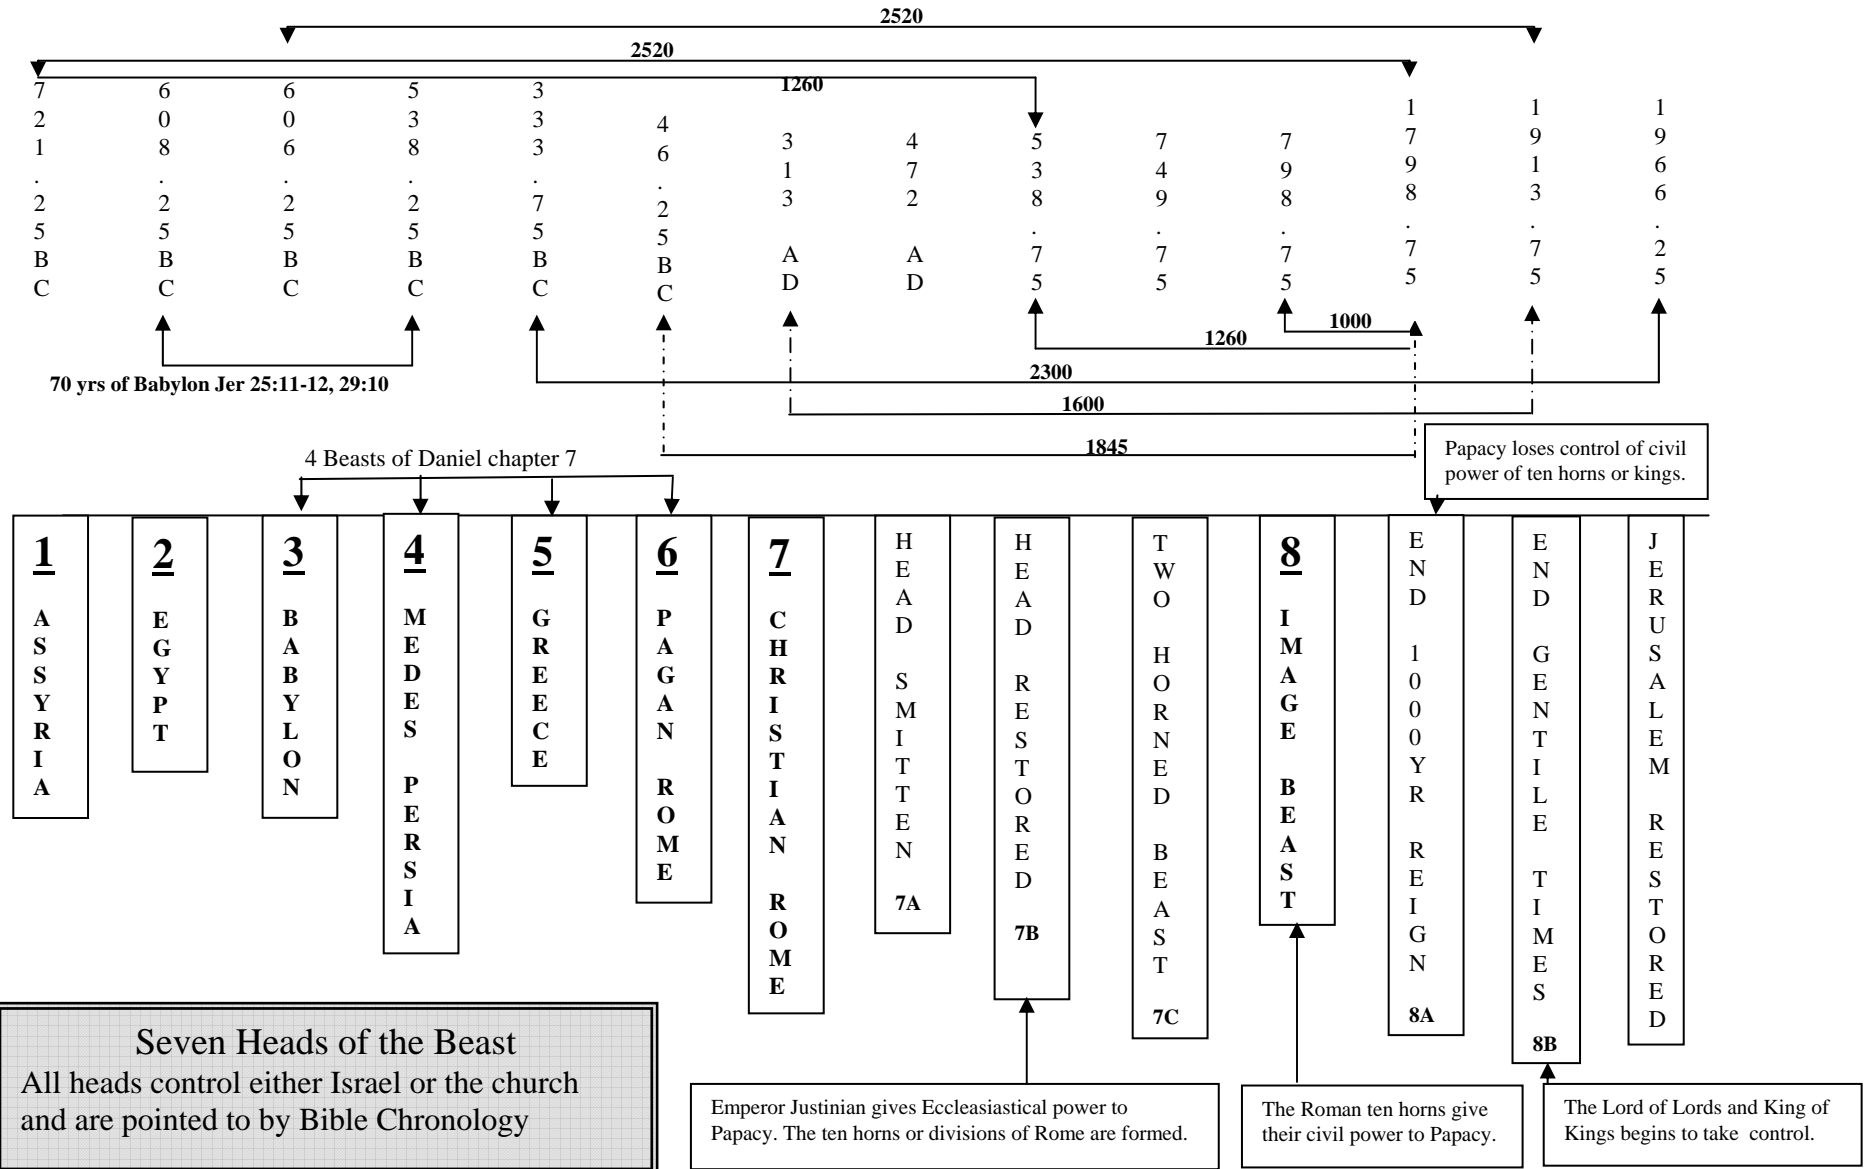 2520
2520
1260
721.25BC
608.25BC
606.25BC
538.25BC
333.75BC
46.25BC
313 AD
472 AD
538.75
749.75
798.75
1798.75
1913.75
1966.25
1000
1260
70 yrs of Babylon Jer 25:11-12, 29:10
2300
1600
1845
4 Beasts of Daniel chapter 7
Papacy loses control of civil
power of ten horns or kings.
1 ASSYRIA
2 EGYPT
3 BABYLON
4 MEDES PERSIA
5 GREECE
6 PAGAN ROME
7 CHRISTIAN ROME
HEAD SMITTEN 7A
HEAD RESTORED 7B
TWO HORNED BEAST 7C
8 IMAGE BEAST
END 1000YR REIGN 8A
END GENTILE TIMES 8B
JERUSALEM RESTORED
Seven Heads of the Beast
All heads control either Israel or the church
and are pointed to by Bible Chronology
Emperor Justinian gives Eccleasiastical power to
Papacy. The ten horns or divisions of Rome are formed.
The Roman ten horns give
their civil power to Papacy.
The Lord of Lords and King of
Kings begins to take control.